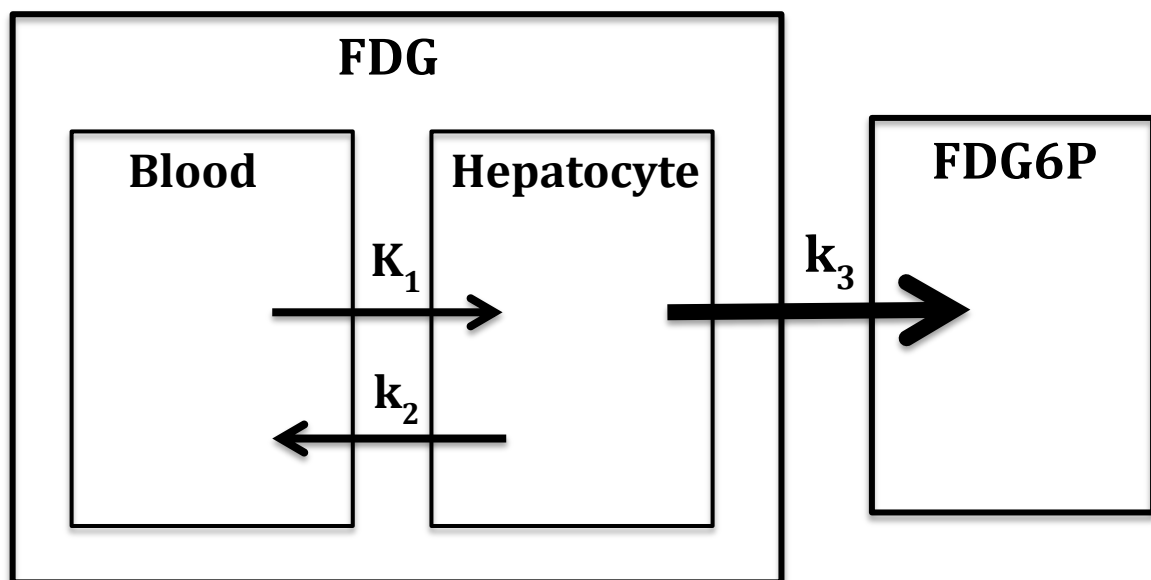 FDG
Blood
Hepatocyte
FDG6P
K₁
k₂
k₃